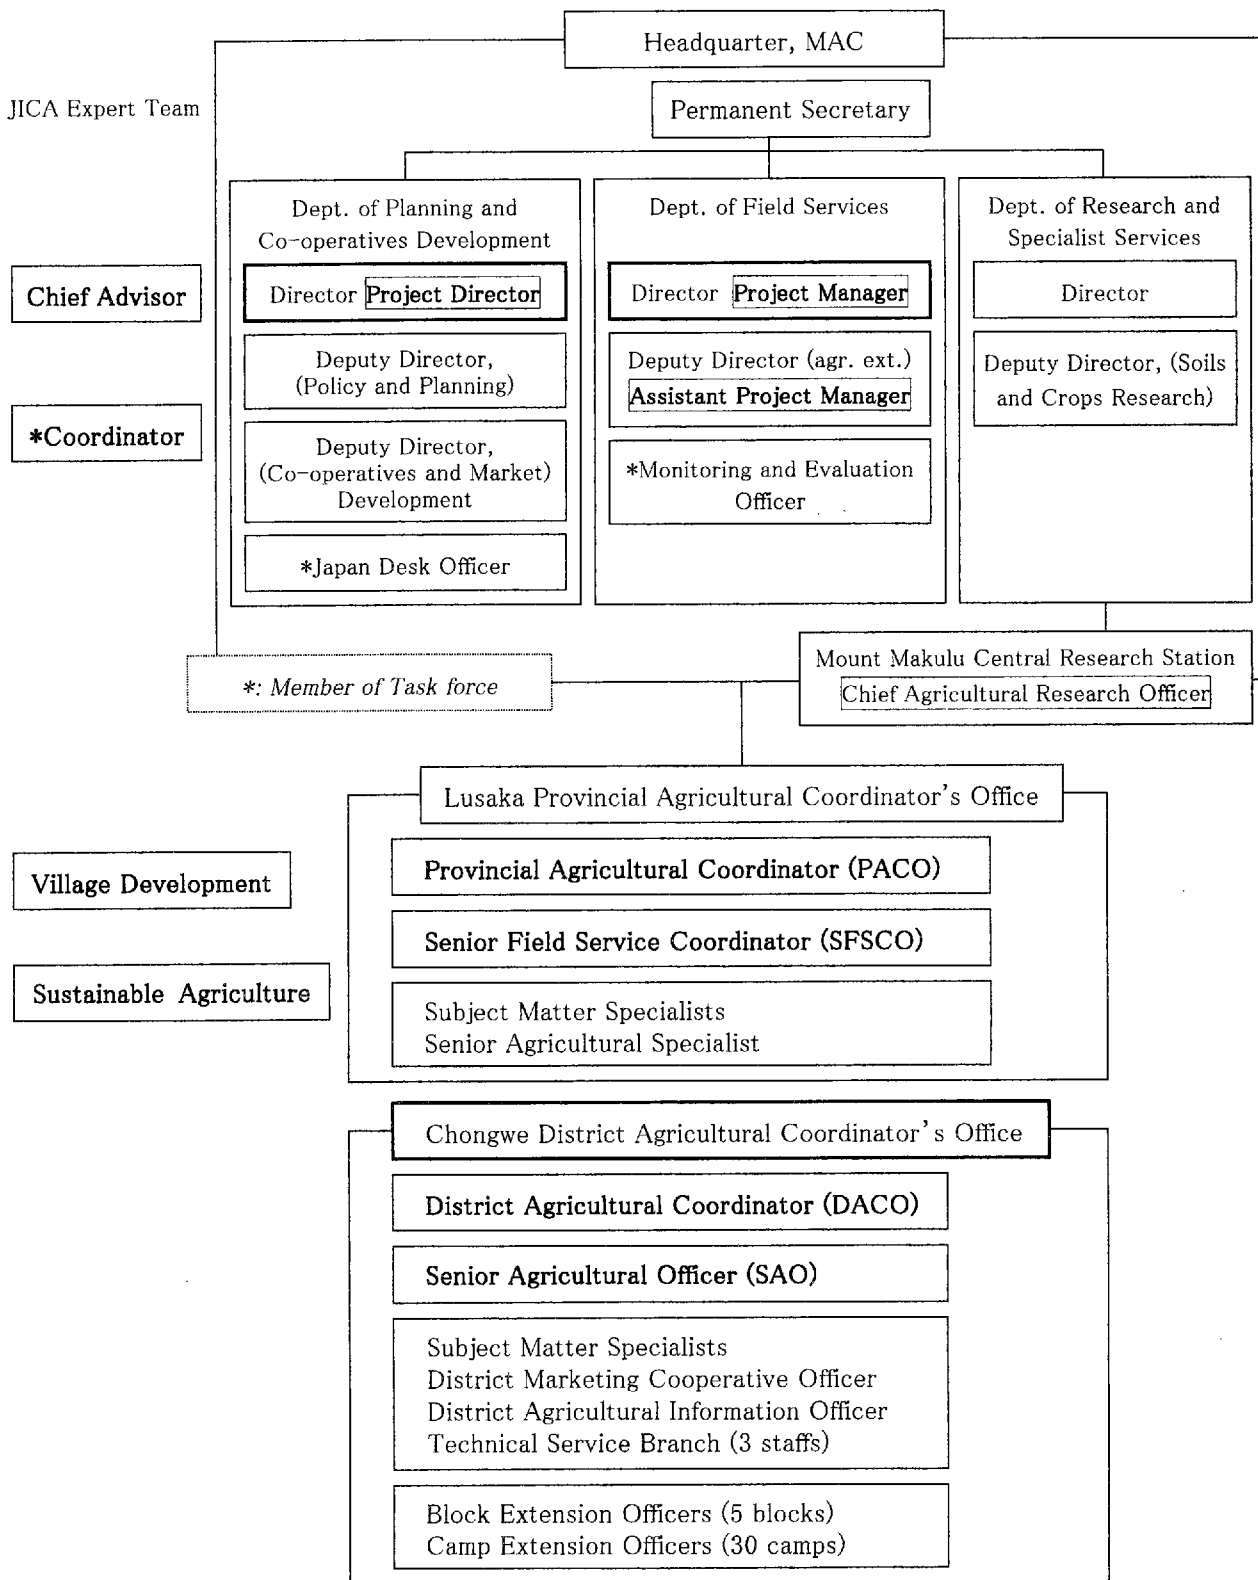 Headquarter, MAC
JICA Expert Team
Permanent Secretary
Dept. of Planning and
Co-operatives Development
Dept. of Field Services
Dept. of Research and
Specialist Services
Chief Advisor
Director Project Director
Director Project Manager
Director
Deputy Director,
(Policy and Planning)
Deputy Director (agr. ext.)
Assistant Project Manager
Deputy Director, (Soils
and Crops Research)
*Coordinator
Deputy Director,
(Co-operatives and Market)
Development
*Monitoring and Evaluation
Officer
*Japan Desk Officer
*: Member of Task force
Mount Makulu Central Research Station
Chief Agricultural Research Officer
Lusaka Provincial Agricultural Coordinator's Office
Village Development
Provincial Agricultural Coordinator (PACO)
Senior Field Service Coordinator (SFSCO)
Sustainable Agriculture
Subject Matter Specialists
Senior Agricultural Specialist
Chongwe District Agricultural Coordinator's Office
District Agricultural Coordinator (DACO)
Senior Agricultural Officer (SAO)
Subject Matter Specialists
District Marketing Cooperative Officer
District Agricultural Information Officer
Technical Service Branch (3 staffs)
Block Extension Officers (5 blocks)
Camp Extension Officers (30 camps)